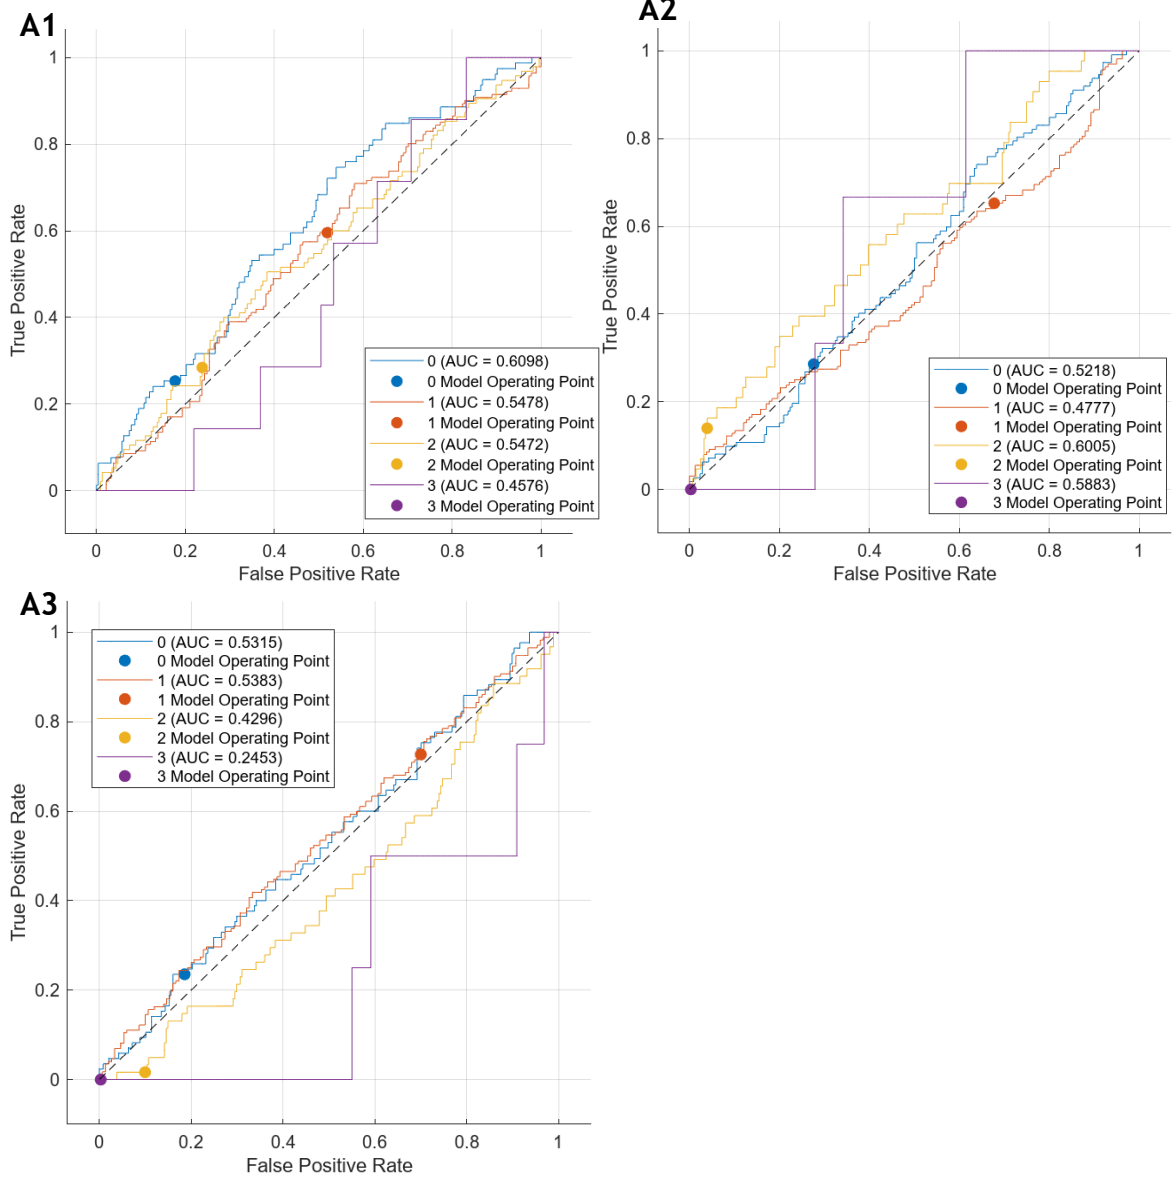 A1
1
0.8
0.6
0.4
0.2
0
True Positive Rate
0 (AUC = 0.6098)
0 Model Operating Point
1 (AUC = 0.5478)
1 Model Operating Point
2 (AUC = 0.5472)
2 Model Operating Point
3 (AUC = 0.4576)
3 Model Operating Point
0 0.2 0.4 0.6 0.8 1
False Positive Rate
A2
1
0.8
0.6
0.4
0.2
0
True Positive Rate
0 (AUC = 0.5218)
0 Model Operating Point
1 (AUC = 0.4777)
1 Model Operating Point
2 (AUC = 0.6005)
2 Model Operating Point
3 (AUC = 0.5883)
3 Model Operating Point
0 0.2 0.4 0.6 0.8 1
False Positive Rate
A3
0 (AUC = 0.5315)
0 Model Operating Point
1 (AUC = 0.5383)
1 Model Operating Point
2 (AUC = 0.4296)
2 Model Operating Point
3 (AUC = 0.2453)
3 Model Operating Point
1
0.8
0.6
0.4
0.2
0
True Positive Rate
0 0.2 0.4 0.6 0.8 1
False Positive Rate